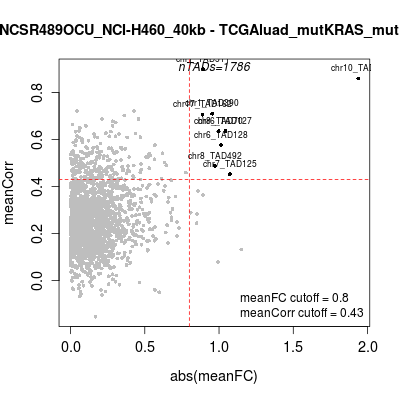 NCSR489OCU_NCI-H460_40kb - TCGAluad_mutKRAS_mut
nTADs=1786
chr10_TAD
chr6_TAD128
chr8_TAD492
chr7_TAD125
0.8
0.6
0.4
0.2
0.0
meanCorr
meanFC cutoff = 0.8
meanCorr cutoff = 0.43
0.0 0.5 1.0 1.5 2.0
abs(meanFC)